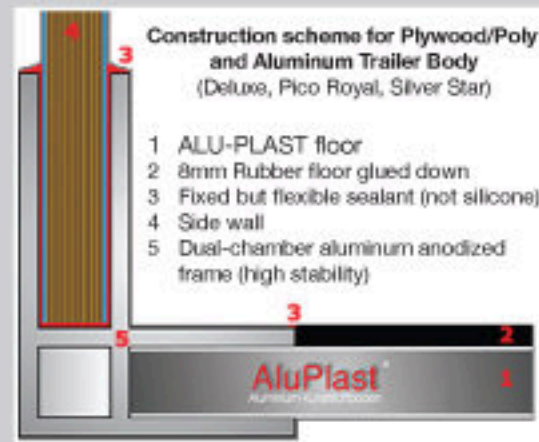 Construction scheme for Plywood/Poly
and Aluminum Trailer Body
(Deluxe, Pico Royal, Silver Star)
1 ALU-PLAST floor
2 8mm Rubber floor glued down
3 Fixed but flexible sealant (not silicone)
4 Side wall
5 Dual-chamber aluminum anodized
frame (high stability)
4
3
3
5
2
1
AluPlast